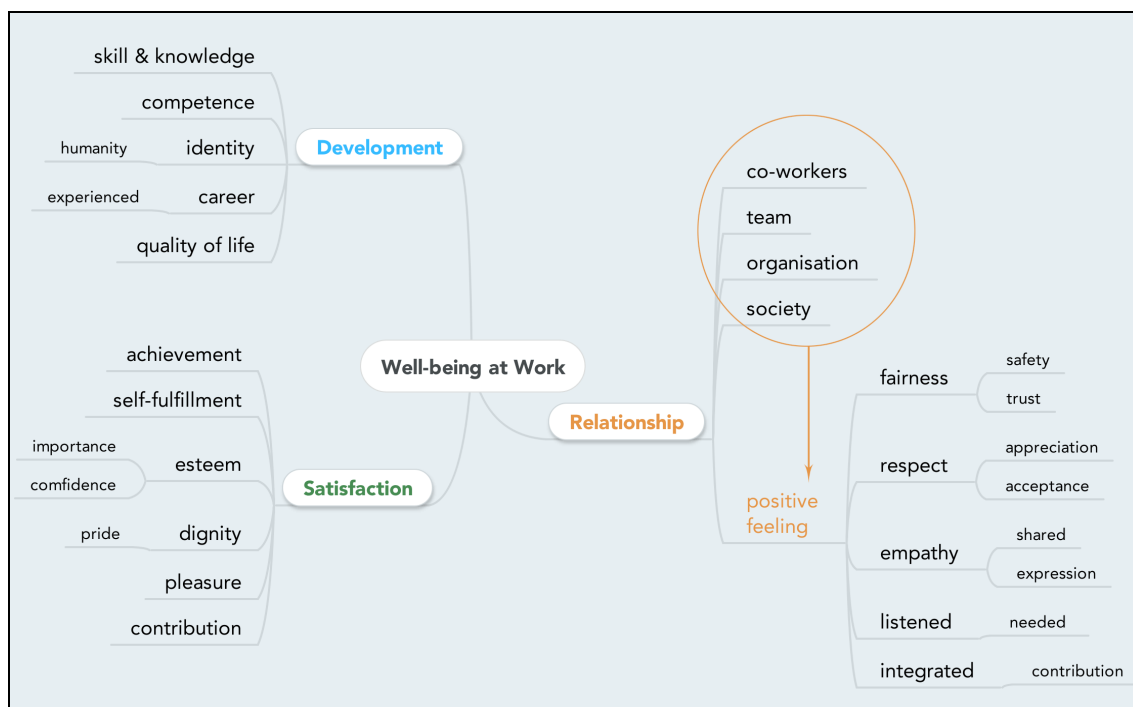 skill & knowledge
competence
humanity
identity
experienced
career
quality of life
Development
achievement
self-fulfillment
importance
comfidence
esteem
pride
dignity
pleasure
contribution
Satisfaction
Well-being at Work
Relationship
co-workers
team
organisation
society
positive
feeling
fairness
safety
trust
respect
appreciation
acceptance
empathy
shared
expression
listened
needed
integrated
contribution